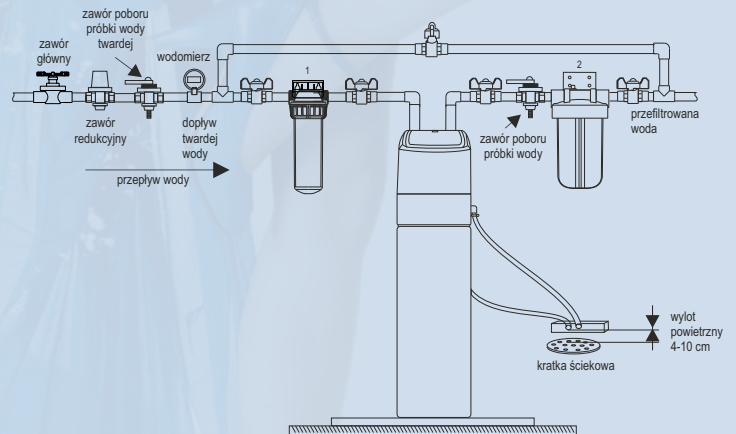 zawór poboru
próbki wody
twardej
zawór
główny
wodomierz
1
2
zawór
redukcyjny
dopływ
twardej
wody
zawór poboru
próbki wody
przefiltrowana
woda
przepływ wody
wylot
powietrzny
4-10 cm
kratka ściekowa